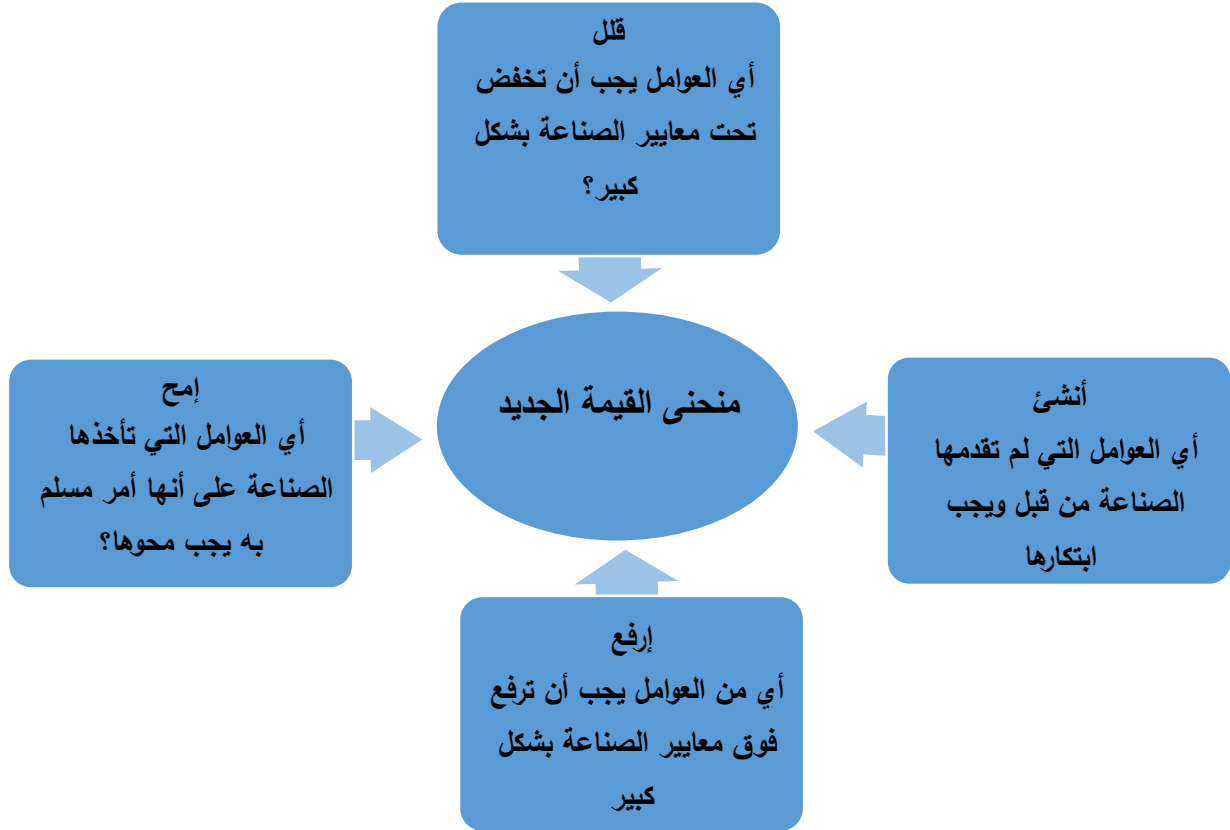 قلل
أي العوامل يجب أن تخفض
تحت معايير الصناعة بشكل
كبير؟
منحنى القيمة الجديد
أنشئ
أي العوامل التي لم تقدمها
الصناعة من قبل ويجب
ابتكارها
إمح
أي العوامل التي تأخذها
الصناعة على أنها أمر مسلم
به يجب محوها؟
إرفع
أي من العوامل يجب أن ترفع
فوق معايير الصناعة بشكل
كبير